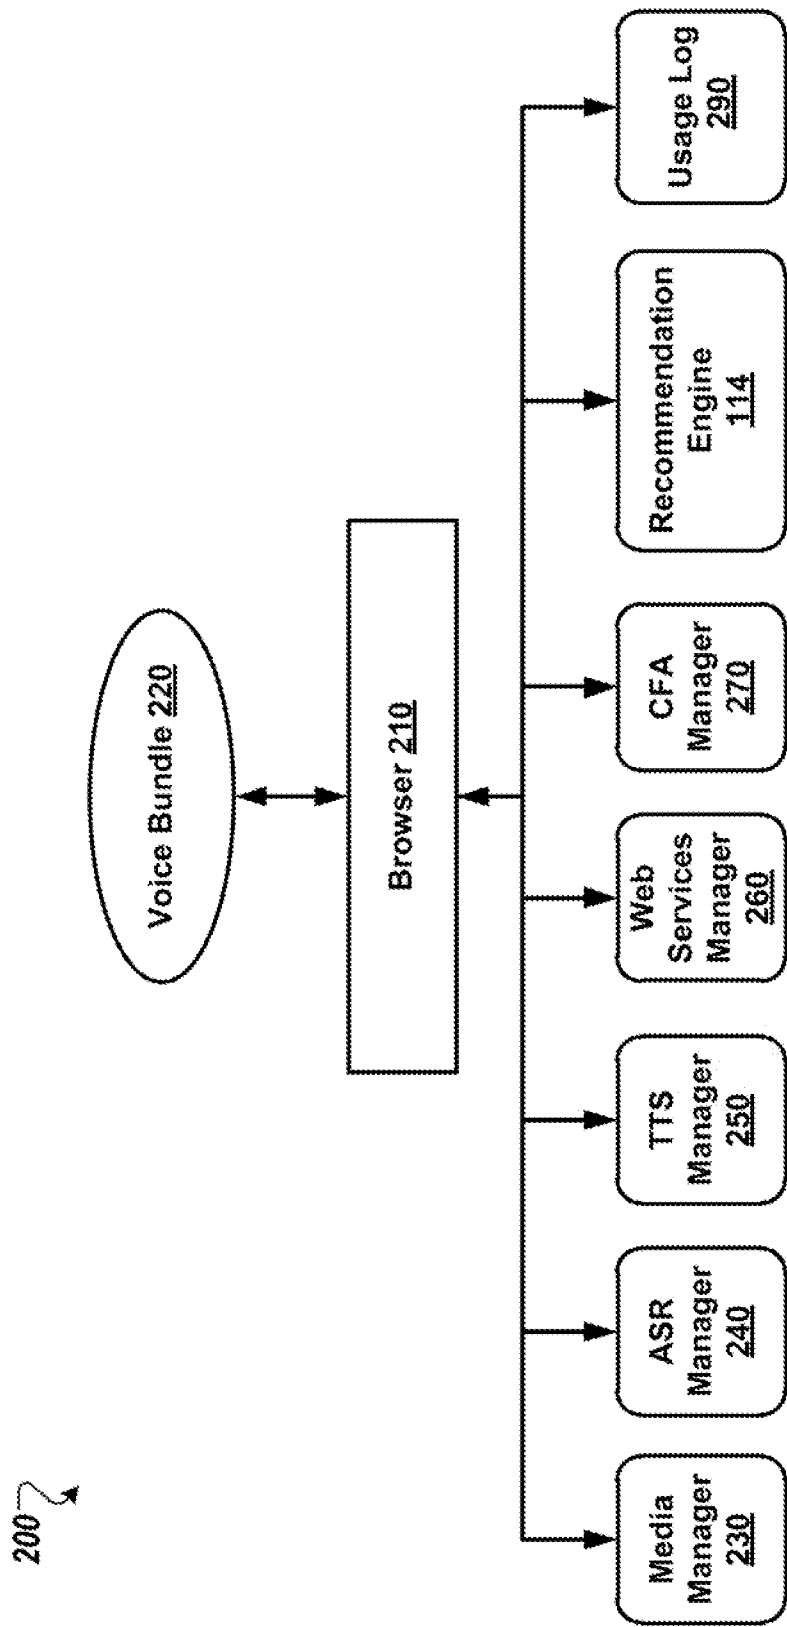 200
Voice Bundle 220
Browser 210
Media
Manager
230
ASR
Manager
240
TTS
Manager
250
Web
Services
Manager
260
CFA
Manager
270
Recommendation
Engine
114
Usage Log
290